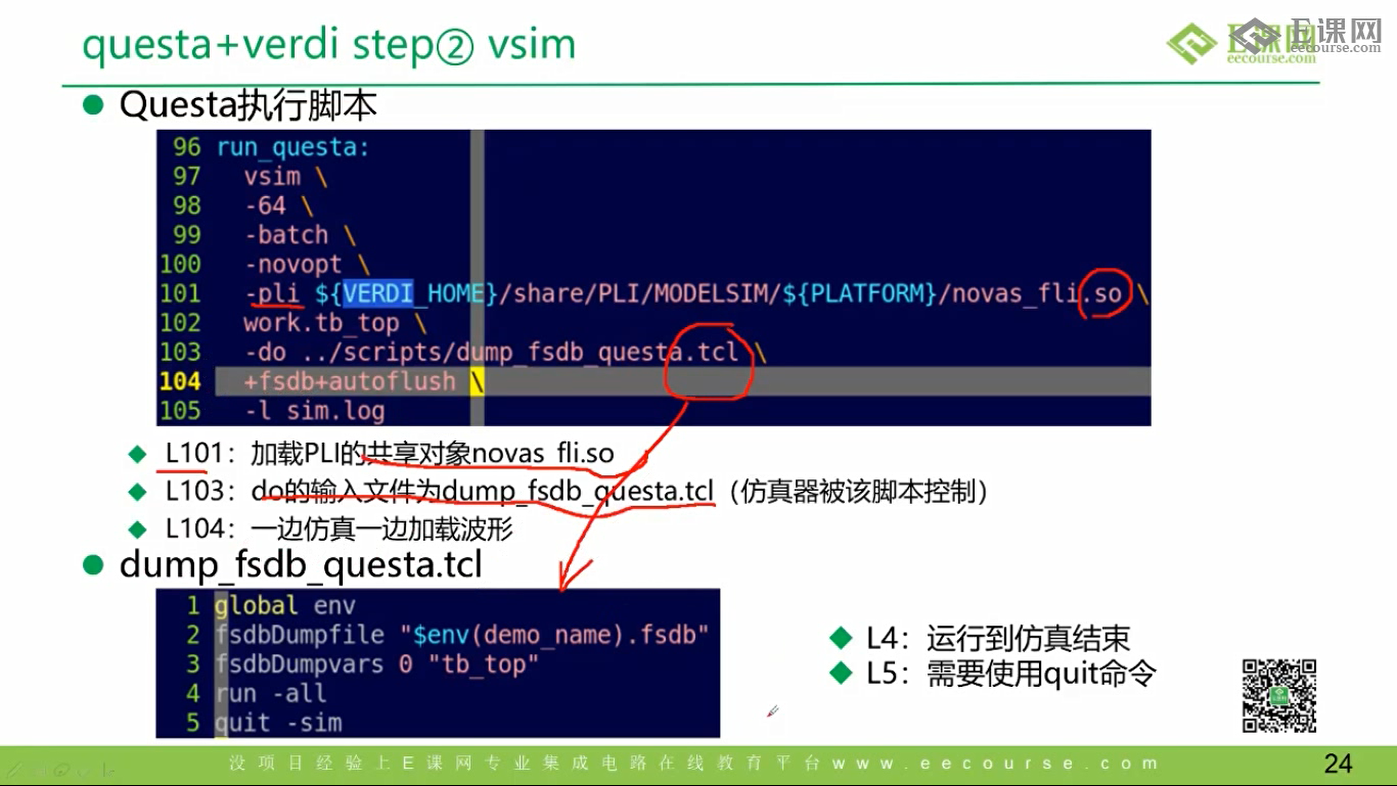 questa+verdi step② vsim
E课网
eecourse.com
Questa执行脚本
96 run_questa:
97 vsim \
98 -64 \
99 -batch \
100 -novopt \
101 -pli ${VERDI_HOME}/share/PLI/MODELSIM/${PLATFORM}/novas_fli.so \
102 work.tb_top \
103 -do ../scripts/dump_fsdb_questa.tcl \
104 +fsdb+autoflush \
105 -l sim.log
L101：加载PLI的共享对象novas_fli.so
L103：do的输入文件为dump_fsdb_questa.tcl（仿真器被该脚本控制）
L104：一边仿真一边加载波形
dump_fsdb_questa.tcl
1 global env
2 fsdbDumpfile "$env(demo_name).fsdb"
3 fsdbDumpvars 0 "tb_top"
4 run -all
5 quit -sim
L4：运行到仿真结束
L5：需要使用quit命令
没项目经验上E课网专业集成电路在线教育平台www.eecourse.com
24